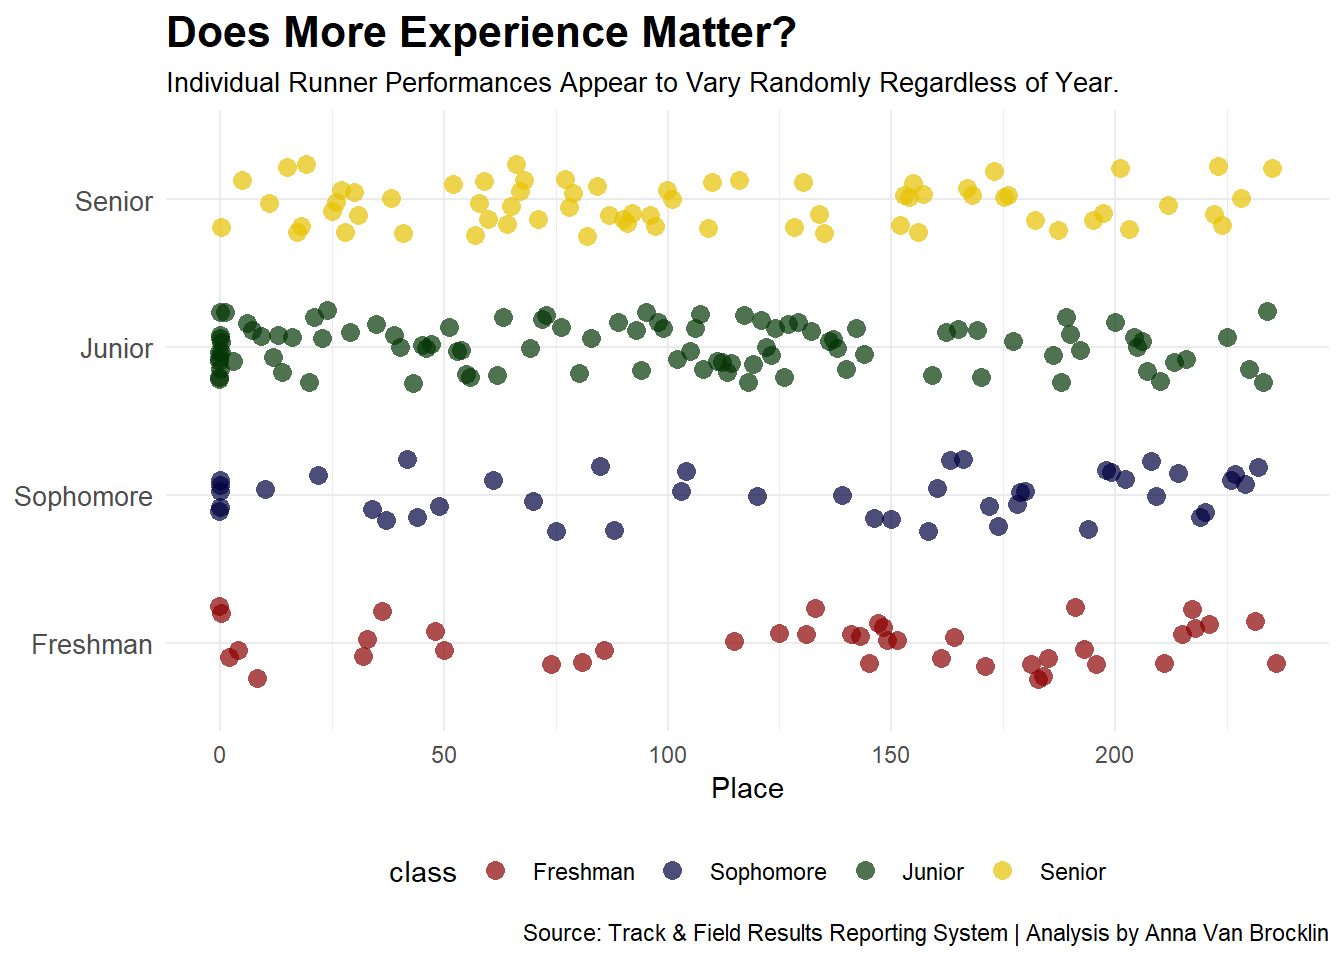 Does More Experience Matter?
Individual Runner Performances Appear to Vary Randomly Regardless of Year.
Senior
Junior
Sophomore
Freshman
0 50 100 150 200
Place
class Freshman Sophomore Junior Senior
Source: Track & Field Results Reporting System | Analysis by Anna Van Brocklin